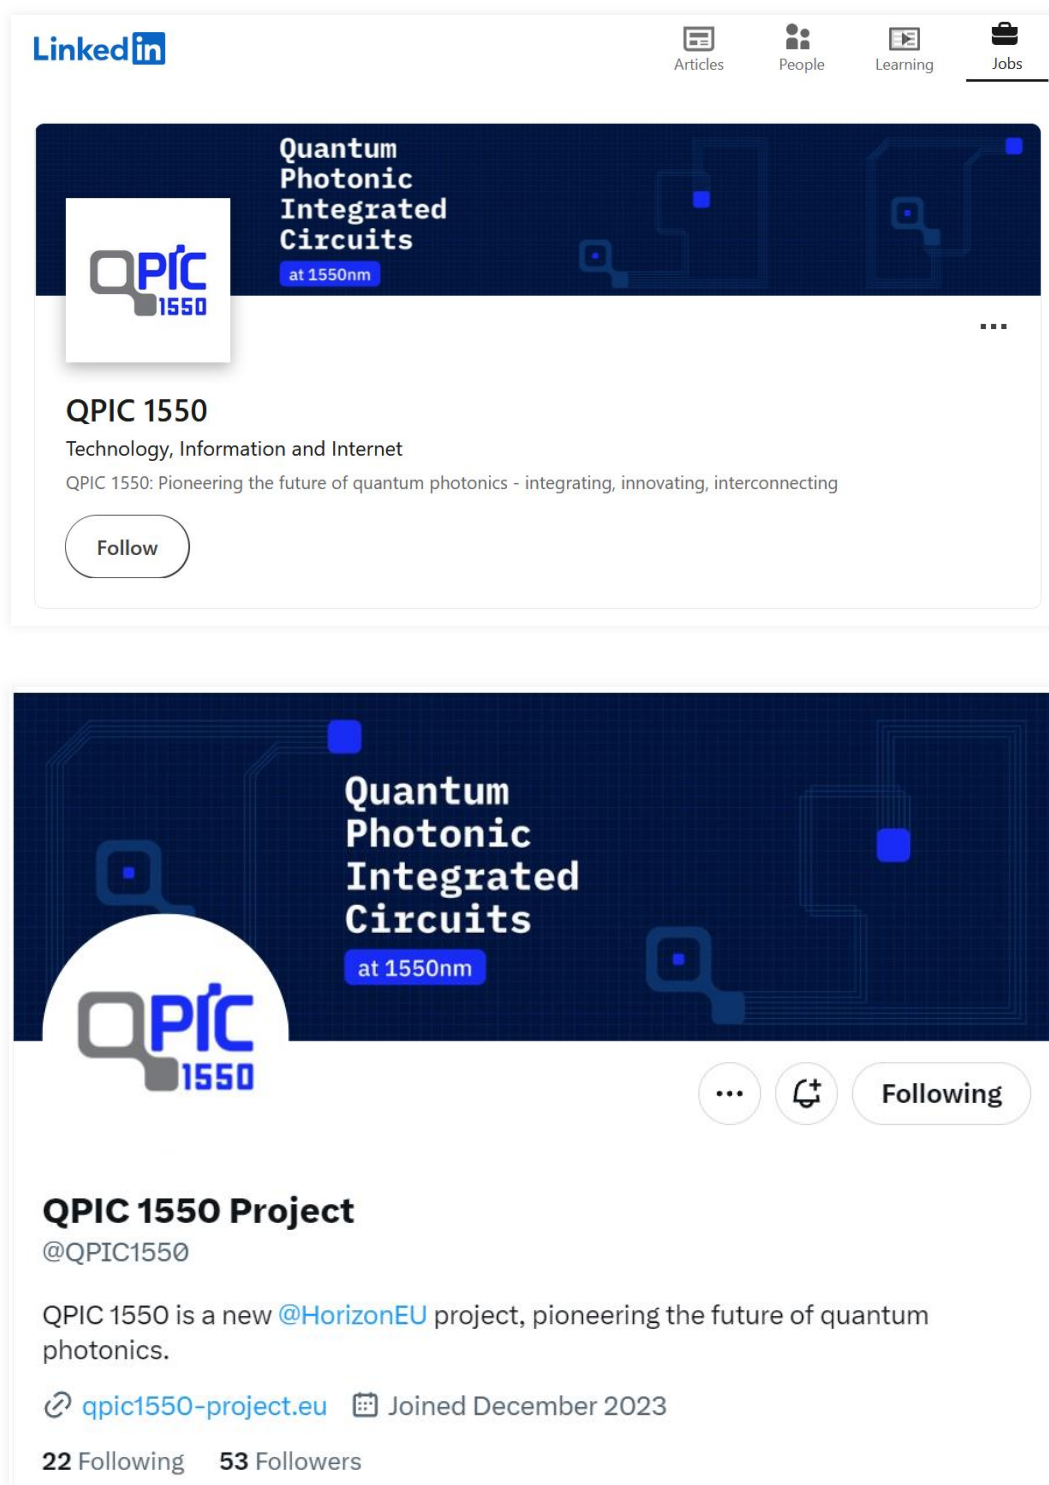 LinkedIn
Articles
People
Learning
Jobs
Quantum
Photonic
Integrated
Circuits
at 1550nm
QPIC
1550
QPIC 1550
Technology, Information and Internet
QPIC 1550: Pioneering the future of quantum photonics - integrating, innovating, interconnecting
Follow
Quantum
Photonic
Integrated
Circuits
at 1550nm
QPIC
1550
Following
QPIC 1550 Project
@QPIC1550
QPIC 1550 is a new @HorizonEU project, pioneering the future of quantum
photonics.
qpic1550-project.eu Joined December 2023
22 Following 53 Followers